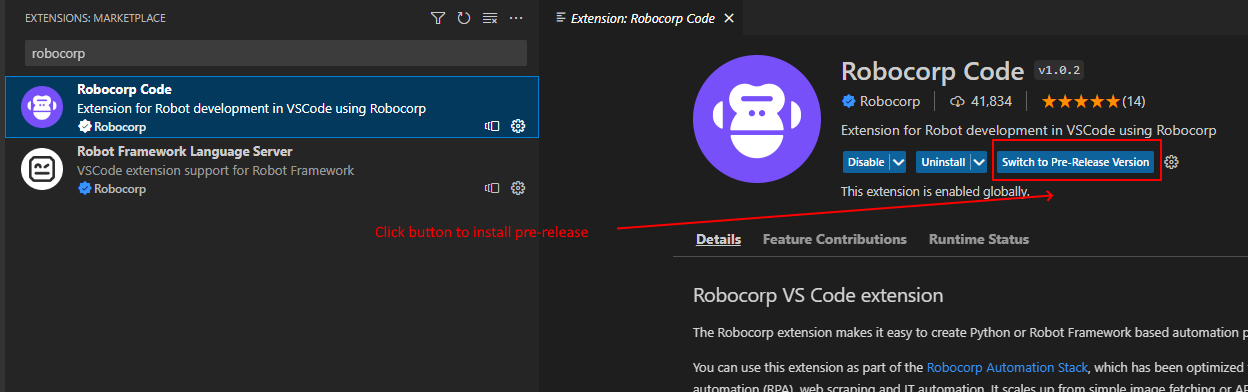 EXTENSIONS: MARKETPLACE
robocorp
Robocorp Code
Extension for Robot development in VSCode using Robocorp
Robocorp
Robot Framework Language Server
VSCode extension support for Robot Framework
Robocorp
Click button to install pre-release
Extension: Robocorp Code
Robocorp Code v1.0.2
Robocorp 41,834 (14)
Extension for Robot development in VSCode using Robocorp
Disable Uninstall Switch to Pre-Release Version
This extension is enabled globally.
Details Feature Contributions Runtime Status
Robocorp VS Code extension
The Robocorp extension makes it easy to create Python or Robot Framework based automation p
You can use this extension as part of the Robocorp Automation Stack, which has been optimized
automation (RPA), web scraping and IT automation. It scales up from simple image fetching or AP